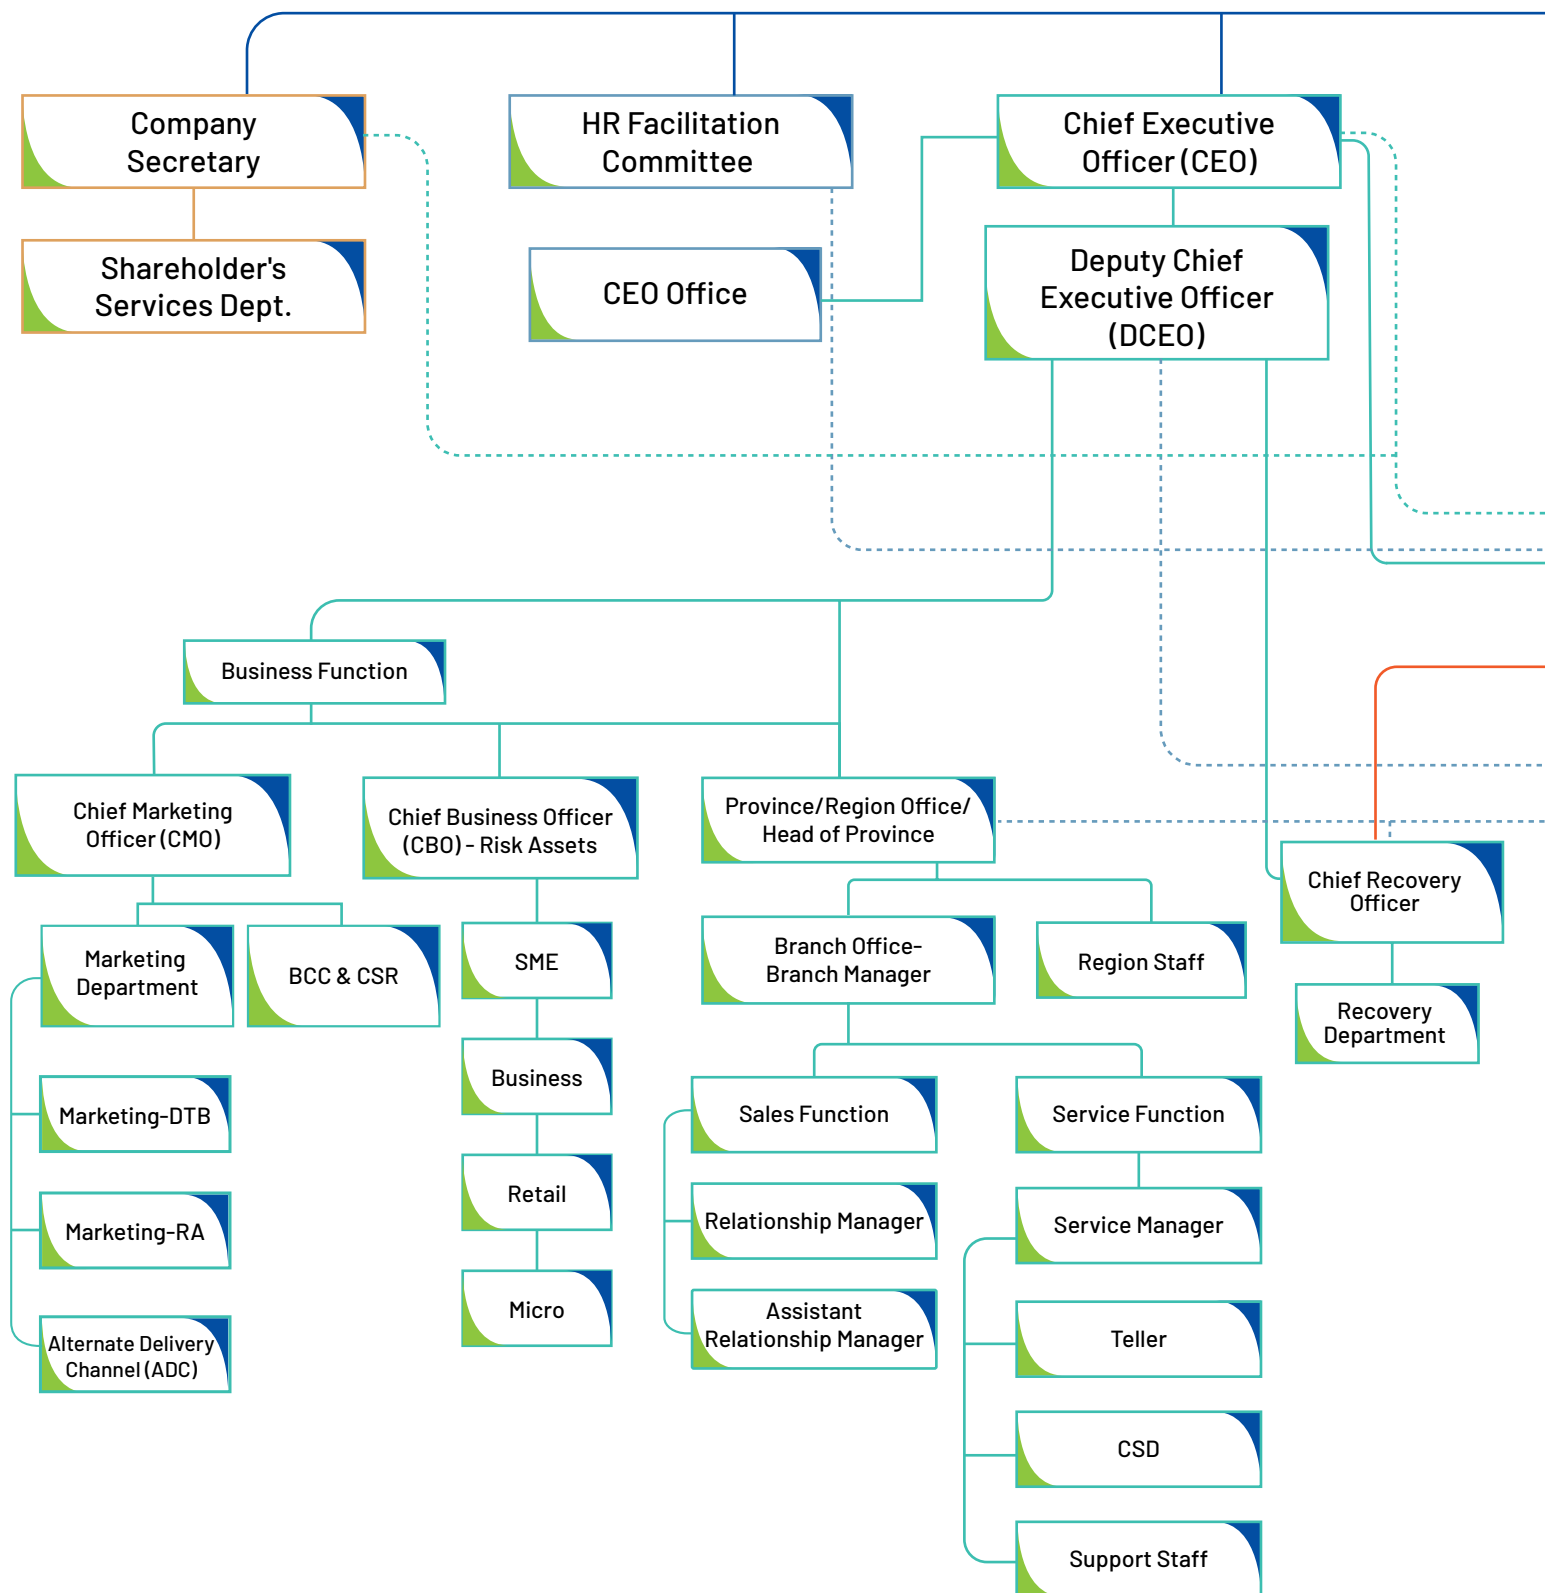 Company
Secretary
HR Facilitation
Committee
Chief Executive
Officer (CEO)
Shareholder's
Services Dept.
CEO Office
Deputy Chief
Executive Officer
(DCEO)
Business Function
Chief Marketing
Officer (CMO)
Chief Business Officer
(CBO) - Risk Assets
Province/Region Office/
Head of Province
Chief Recovery
Officer
Marketing
Department
BCC & CSR
SME
Branch Office-
Branch Manager
Region Staff
Recovery
Department
Marketing-DTB
Business
Sales Function
Service Function
Marketing-RA
Retail
Relationship Manager
Service Manager
Alternate Delivery
Channel (ADC)
Micro
Assistant
Relationship Manager
Teller
CSD
Support Staff